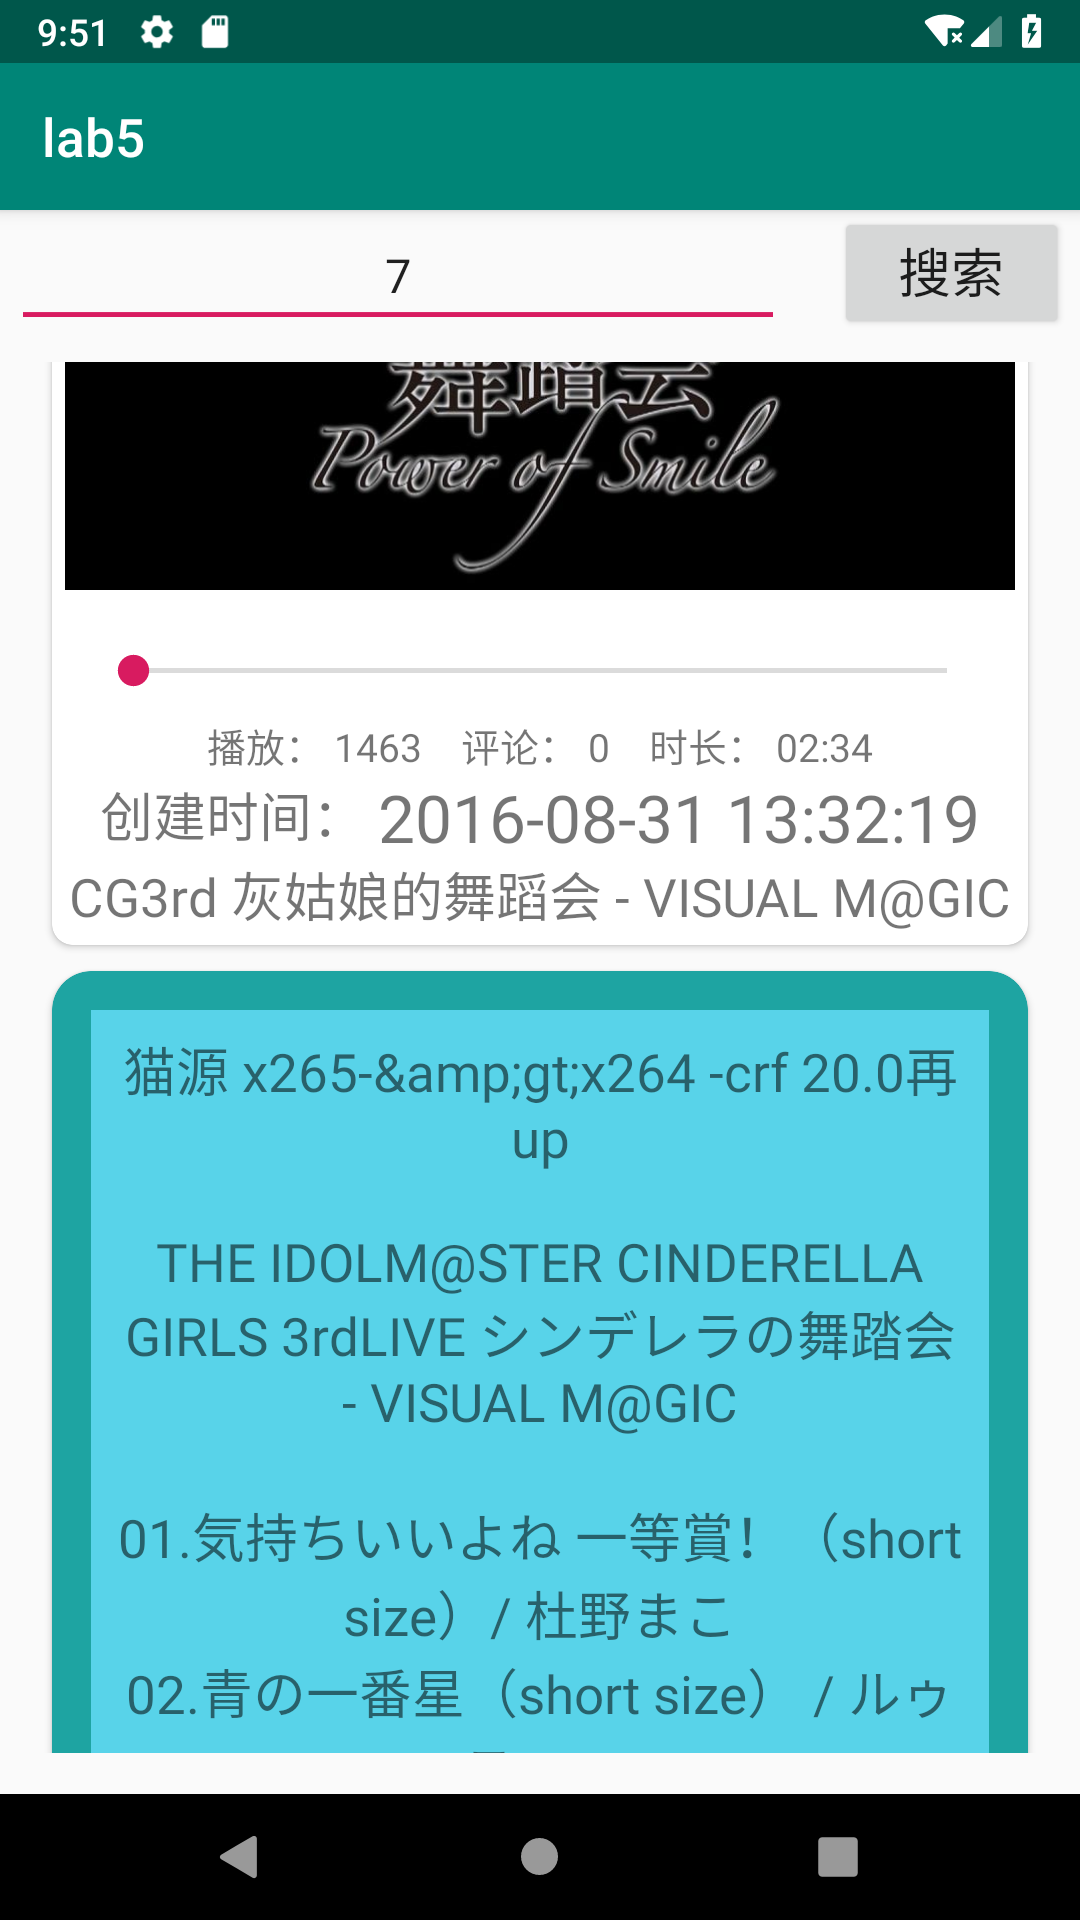 9:51
lab5
7
搜索
舞踏会
Power of Smile
播放： 1463 评论： 0 时长： 02:34
创建时间： 2016-08-31 13:32:19
CG3rd 灰姑娘的舞蹈会 - VISUAL M@GIC
猫源 x265-&amp;gt;x264 -crf 20.0再
up
THE IDOLM@STER CINDERELLA
GIRLS 3rdLIVE シンデレラの舞踏会
- VISUAL M@GIC
01.気持ちいいよね 一等賞！（short
size）/ 杜野まこ
02.青の一番星（short size） / ルゥ